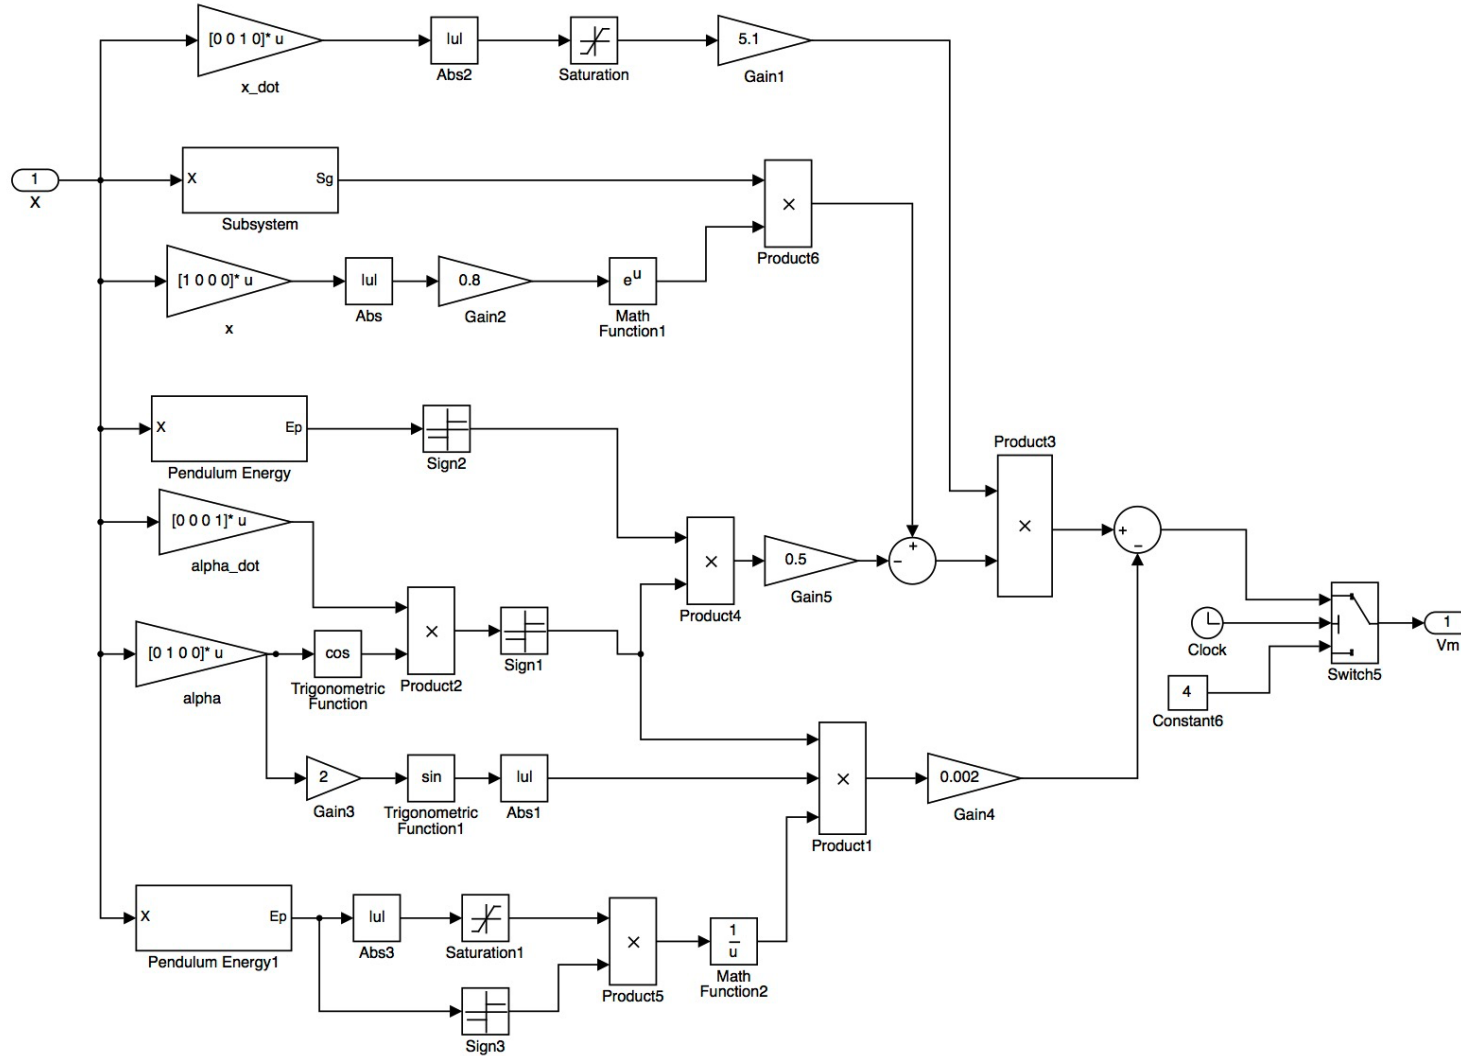 [0 0 1 0]* u
x_dot
|u|
Abs2
Saturation
5.1
Gain1
1
X
X
Sg
Subsystem
×
Product6
[1 0 0 0]* u
x
|u|
Abs
0.8
Gain2
e^u
Math
Function1
X
Ep
Pendulum Energy
Sign2
[0 0 0 1]* u
alpha_dot
×
Product4
0.5
Gain5
+
−
Product3
×
+
−
[0 1 0 0]* u
alpha
cos
Trigonometric
Function
×
Product2
Sign1
Clock
4
Constant6
Switch5
1
Vm
2
Gain3
sin
Trigonometric
Function1
|u|
Abs1
×
Product1
0.002
Gain4
X
Ep
Pendulum Energy1
|u|
Abs3
Saturation1
×
Product5
1
u
Math
Function2
Sign3